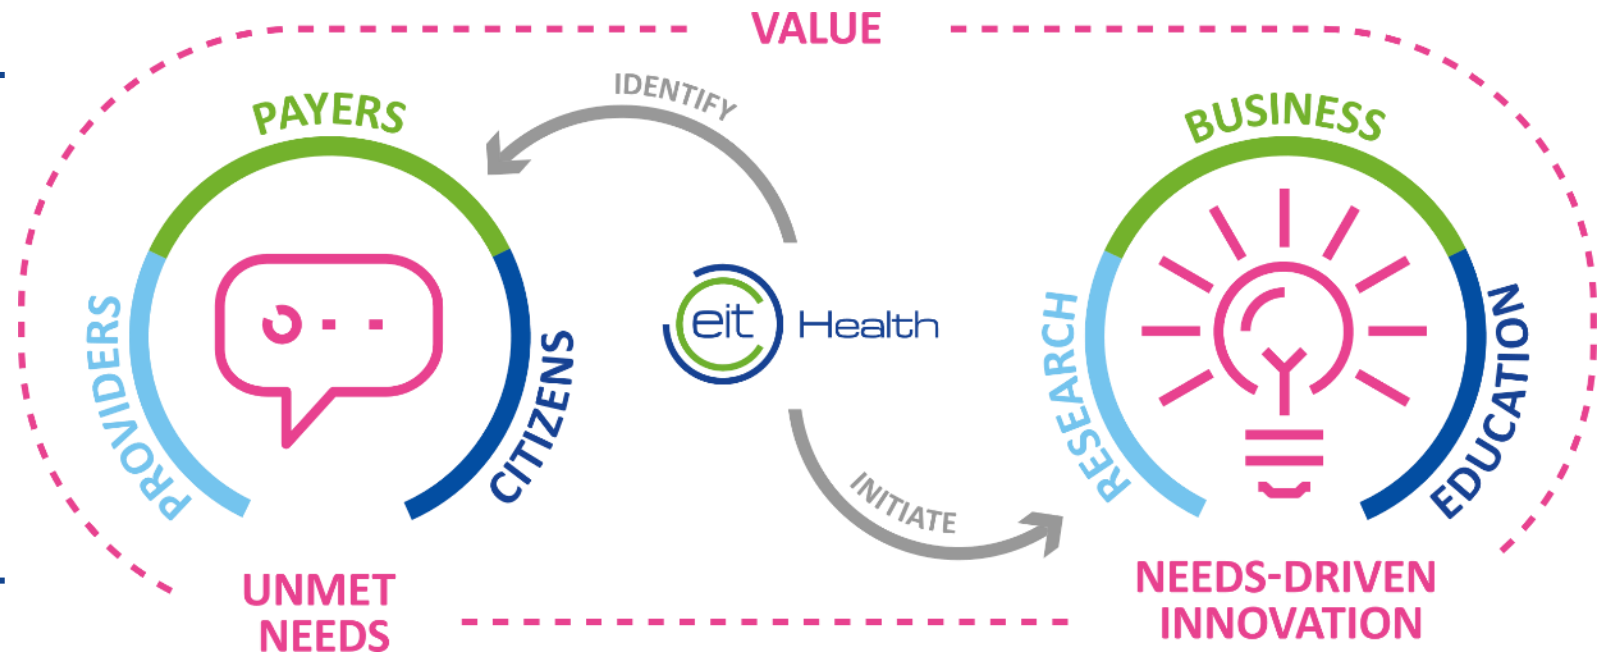 VALUE
IDENTIFY
PAYERS
PROVIDERS
CITIZENS
UNMET
NEEDS
eit Health
INITIATE
BUSINESS
RESEARCH
EDUCATION
NEEDS-DRIVEN
INNOVATION